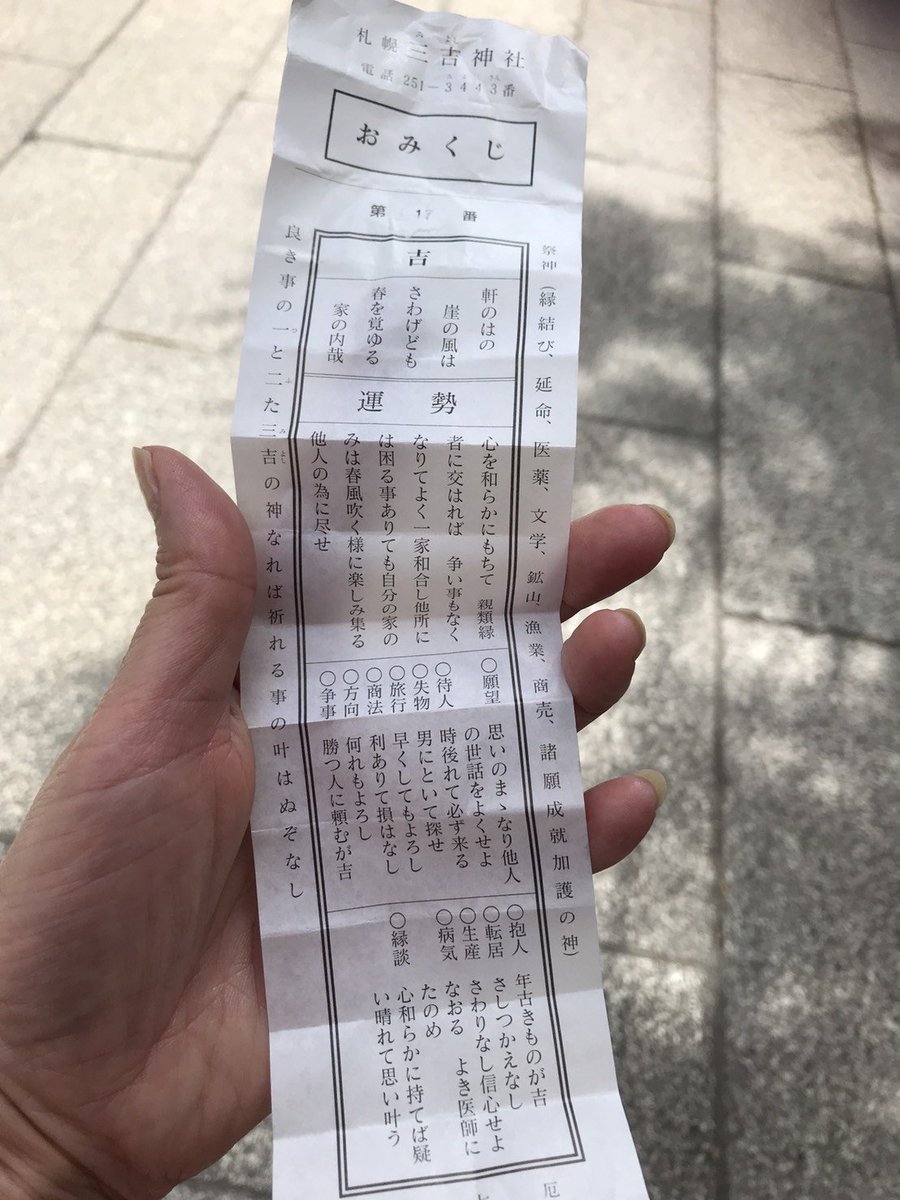 札幌三吉神社
電話251-3443番
おみくじ
第17番
祭神(縁結び、延命、医薬、文学、鉱山、漁業、商売、諸願成就加護の神)
吉
軒のはの
崖の風は
さわげども
春を覚ゆる
家の内哉
運勢
心を和らかにもちて 親類縁
者に交はれば 争い事もなく
なりてよく一家和合し他所に
は困る事ありても自分の家の
みは春風吹く様に楽しみ集る
他人の為に尽せ
○願望 思いのまゝなり他人
の世話をよくせよ
○待人 時後れて必ず来る
○失物 男にといて探せ
○旅行 早くしてもよろし
○商法 利ありて損はなし
○方向 何れもよろし
○争事 勝つ人に頼むが吉
○抱人 年古きものが吉
○転居 さしつかえなし
○生産 さわりなし信心せよ
○病気 なおる よき医師に
たのめ
○縁談 心和らかに持てば疑
い晴れて思い叶う
良き事の一と二た三吉の神なれば祈れる事の叶はぬぞなし
厄